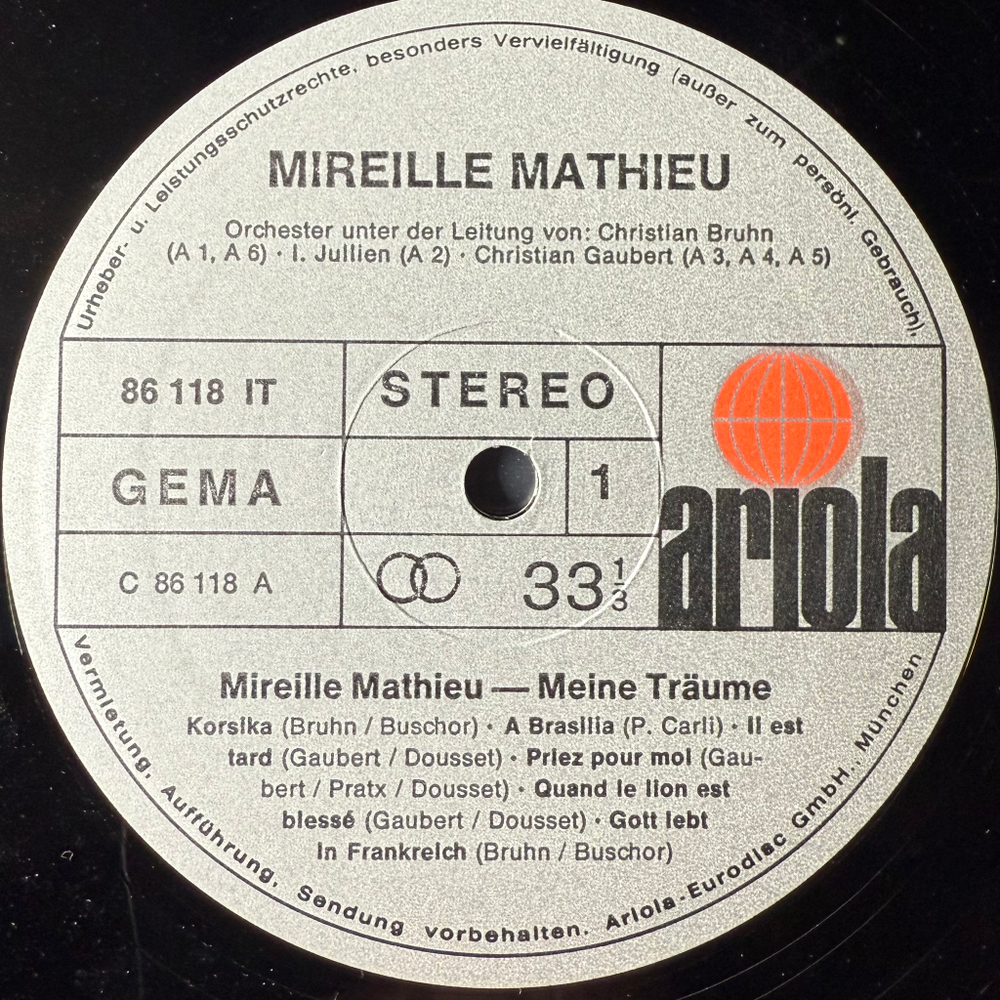 Urheber- u. Leistungsschutzrechte, besonders Vervielfältigung (außer zum persönl. Gebrauch),
MIREILLE MATHIEU
Orchester unter der Leitung von: Christian Bruhn
(A 1, A 6) · I. Jullien (A 2) · Christian Gaubert (A 3, A 4, A 5)
86 118 IT
STEREO
GEMA
1
ariola
C 86 118 A
33 1/3
Mireille Mathieu — Meine Träume
Korsika (Bruhn / Buschor) · A Brasilia (P. Carli) · Il est
tard (Gaubert / Dousset) · Priez pour moi (Gau-
bert / Pratx / Dousset) · Quand le lion est
blessé (Gaubert / Dousset) · Gott lebt
in Frankreich (Bruhn / Buschor)
Vermietung, Aufführung, Sendung vorbehalten. Ariola-Eurodisc GmbH., München